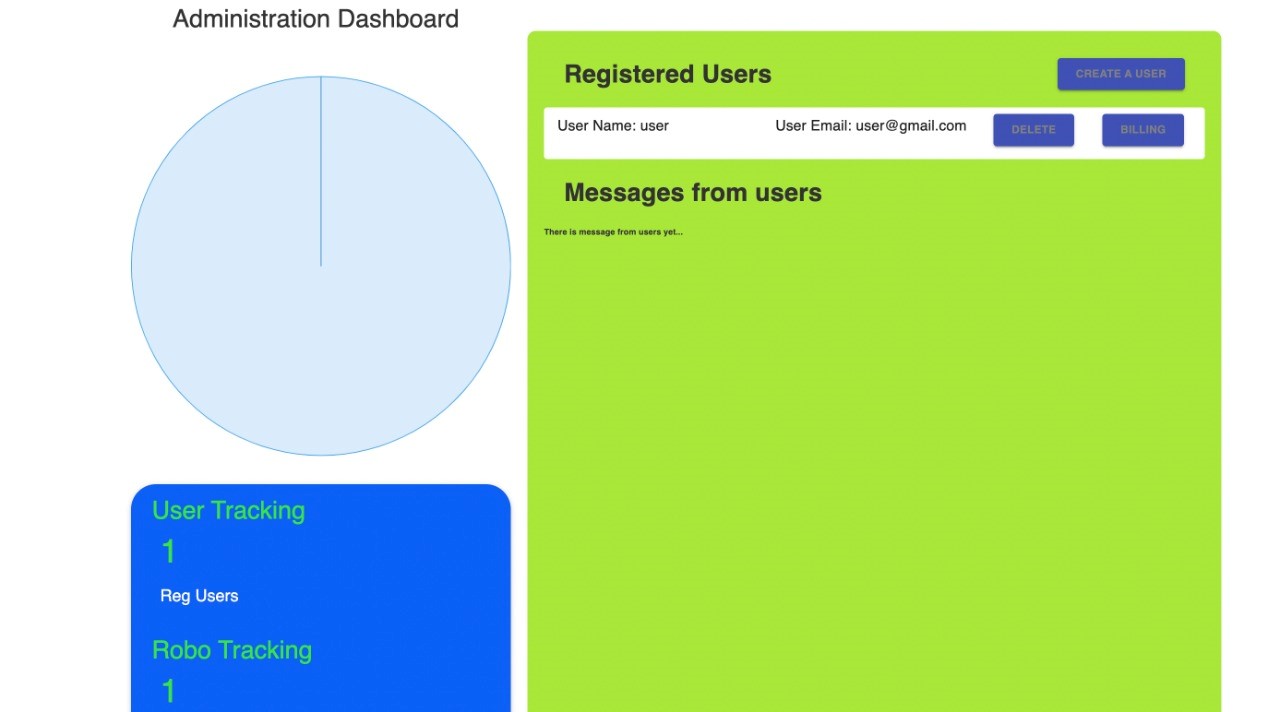 Administration Dashboard
Registered Users
CREATE A USER
User Name: user
User Email: user@gmail.com
DELETE
BILLING
Messages from users
There is message from users yet...
User Tracking
1
Reg Users
Robo Tracking
1